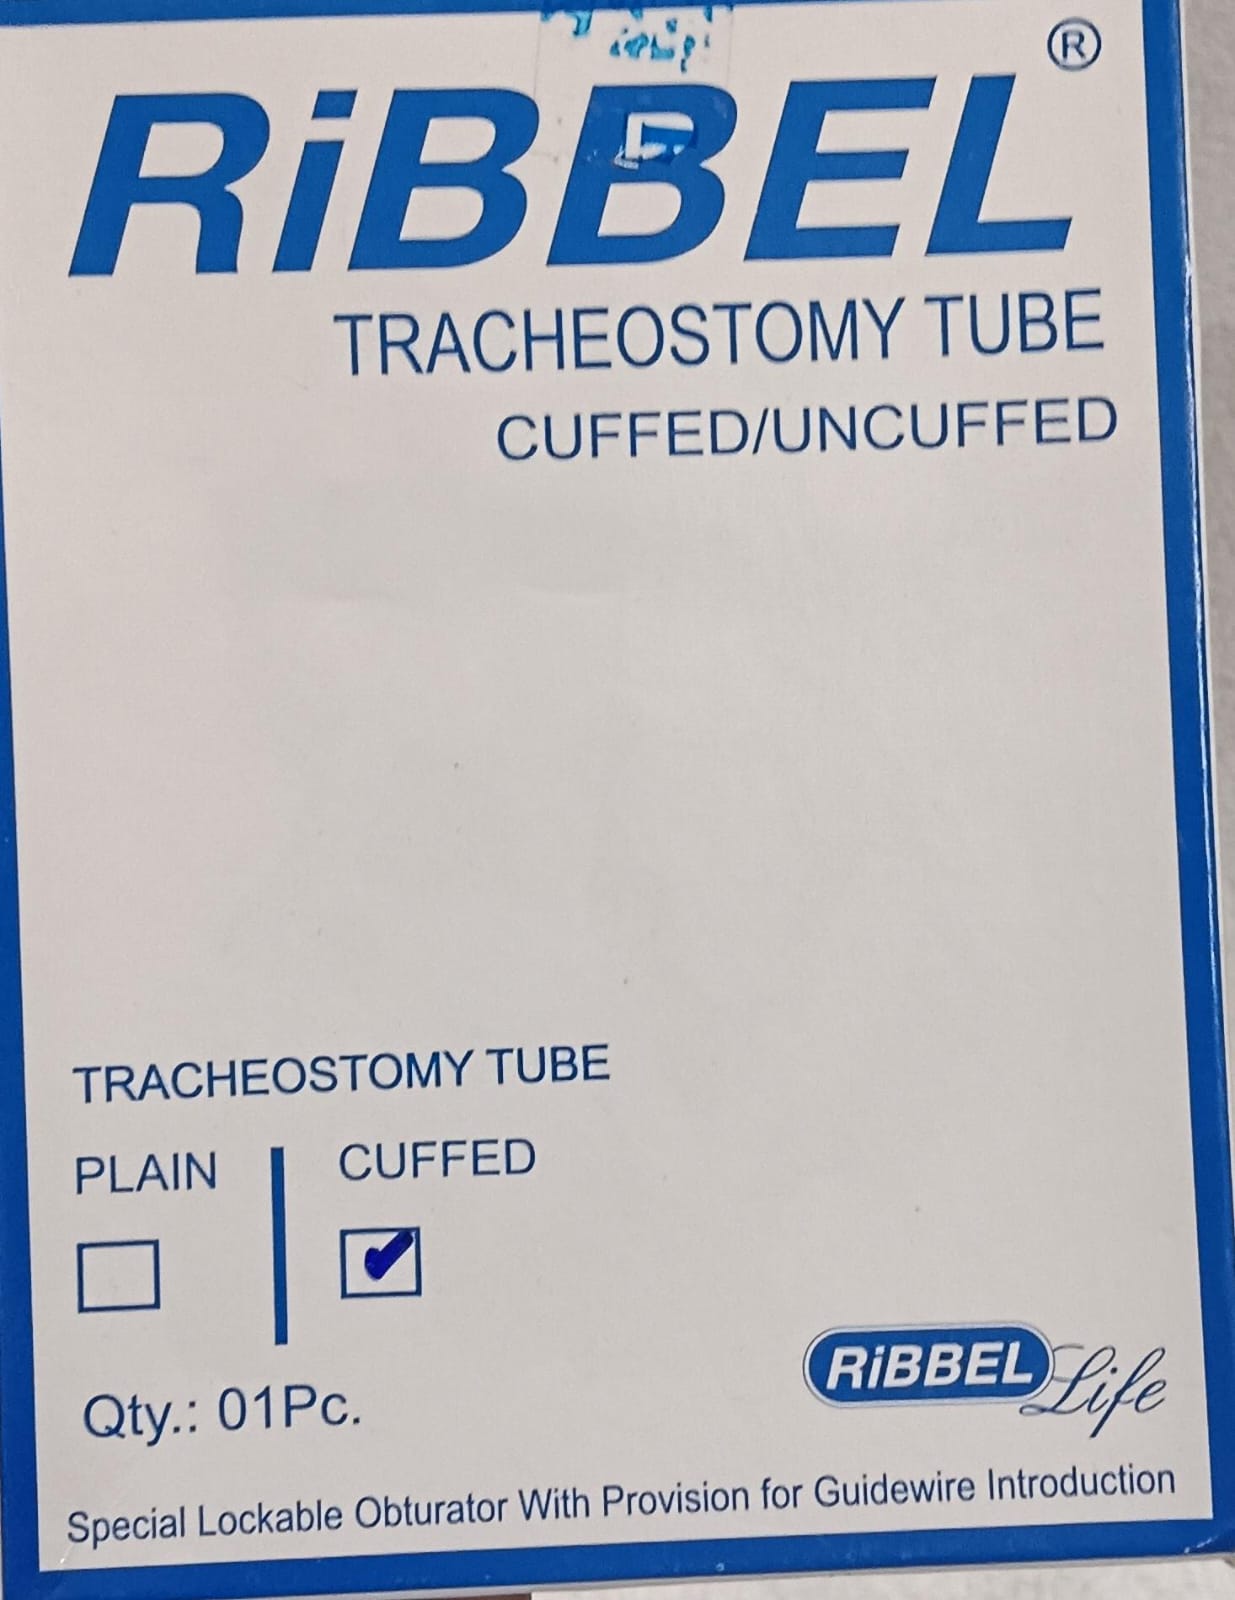 RiBBEL®
TRACHEOSTOMY TUBE
CUFFED/UNCUFFED
TRACHEOSTOMY TUBE
PLAIN CUFFED
Qty.: 01Pc.
RiBBEL Life
Special Lockable Obturator With Provision for Guidewire Introduction